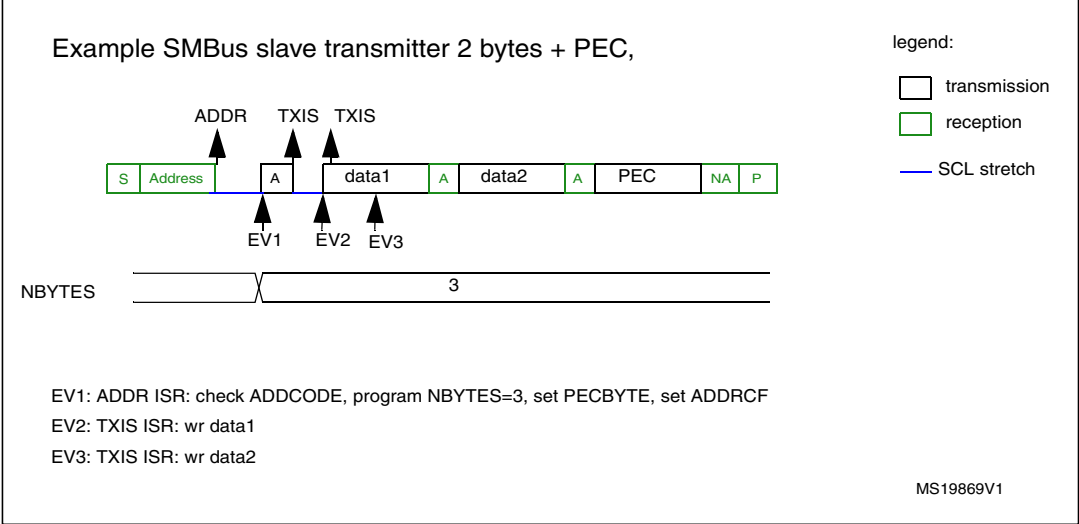 Example SMBus slave transmitter 2 bytes + PEC,
legend:
transmission
reception
SCL stretch
ADDR TXIS TXIS
S Address A data1 A data2 A PEC NA P
EV1 EV2 EV3
NBYTES 3
EV1: ADDR ISR: check ADDCODE, program NBYTES=3, set PECBYTE, set ADDRCF
EV2: TXIS ISR: wr data1
EV3: TXIS ISR: wr data2
MS19869V1